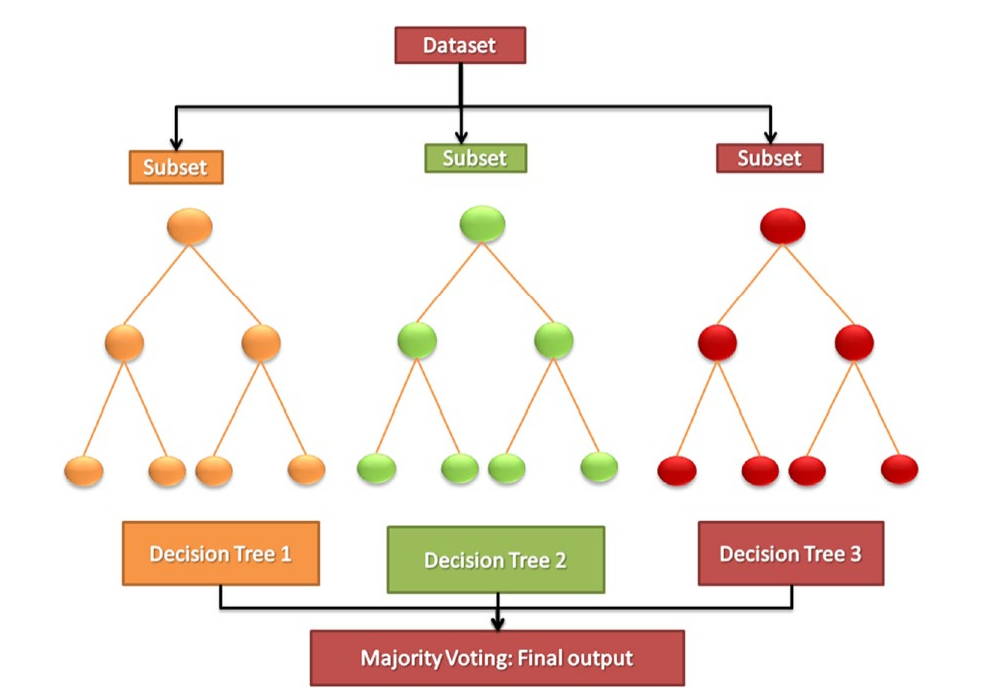 Dataset
Subset
Subset
Subset
Decision Tree 1
Decision Tree 2
Decision Tree 3
Majority Voting: Final output